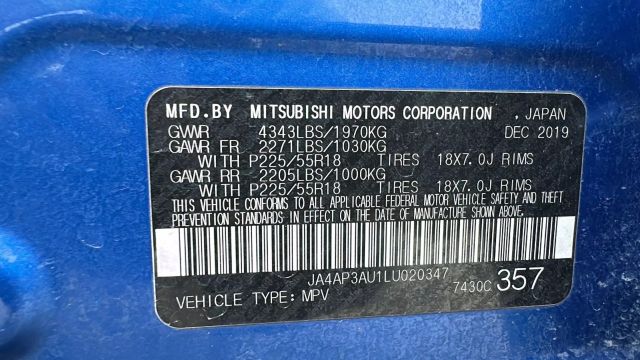 MFD.BY MITSUBISHI MOTORS CORPORATION , JAPAN
GVWR 4343LBS/1970KG DEC 2019
GAWR FR 2271LBS/1030KG
WITH P225/55R18 TIRES 18X7.0J RIMS
GAWR RR 2205LBS/1000KG
WITH P225/55R18 TIRES 18X7.0J RIMS
THIS VEHICLE CONFORMS TO ALL APPLICABLE FEDERAL MOTOR VEHICLE SAFETY AND THEFT
PREVENTION STANDARDS IN EFFECT ON THE DATE OF MANUFACTURE SHOWN ABOVE.
JA4AP3AU1LU020347
VEHICLE TYPE: MPV 7430C 357